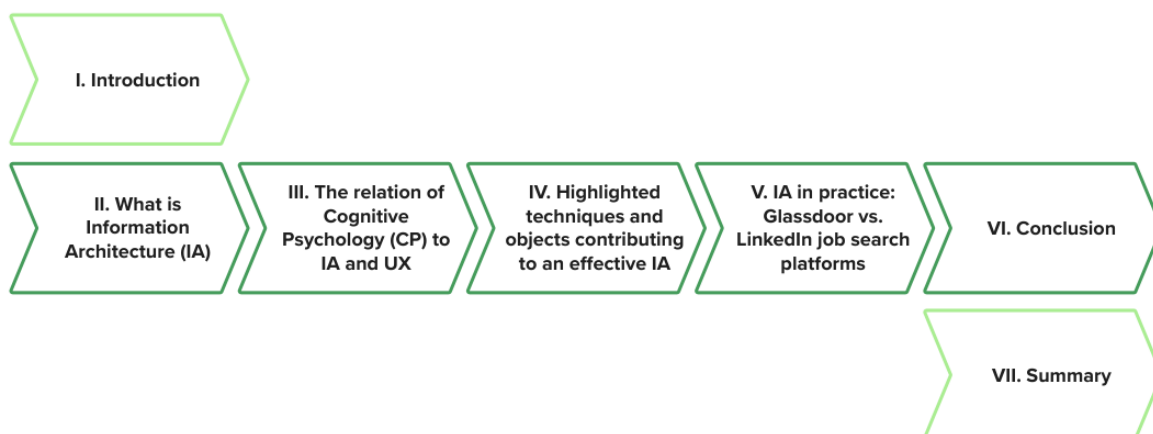 I. Introduction
II. What is
Information
Architecture (IA)
III. The relation of
Cognitive
Psychology (CP) to
IA and UX
IV. Highlighted
techniques and
objects contributing
to an effective IA
V. IA in practice:
Glassdoor vs.
LinkedIn job search
platforms
VI. Conclusion
VII. Summary